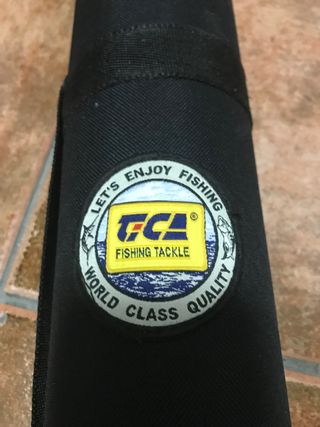 LET'S ENJOY FISHING
TICA®
FISHING TACKLE
WORLD CLASS QUALITY